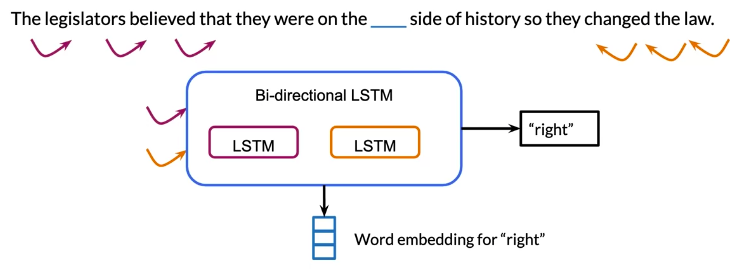 The legislators believed that they were on the ____ side of history so they changed the law.
Bi-directional LSTM
LSTM
LSTM
“right”
Word embedding for “right”